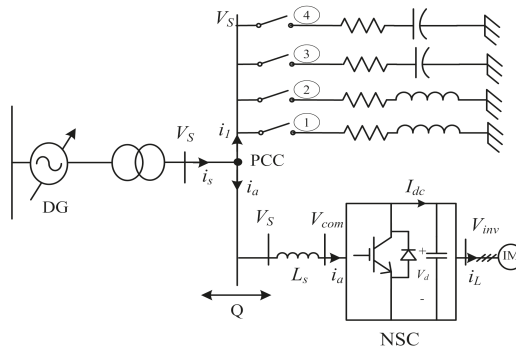 V_S
4
3
2
1
V_S
i_1
PCC
i_s
DG
i_a
V_S
V_com
I_dc
V_inv
L_s
i_a
+
V_d
-
i_L
IM
Q
NSC